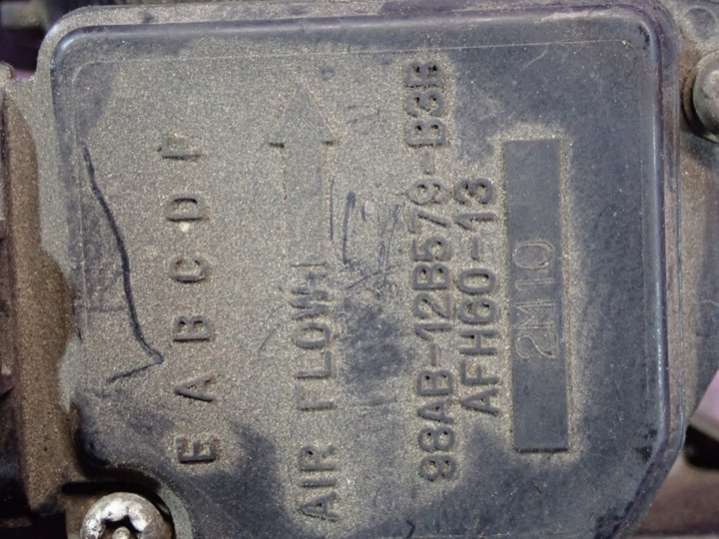 E A B C D F
AIR FLOW
98AB-12B579-B3B
AFH60-13
2M10